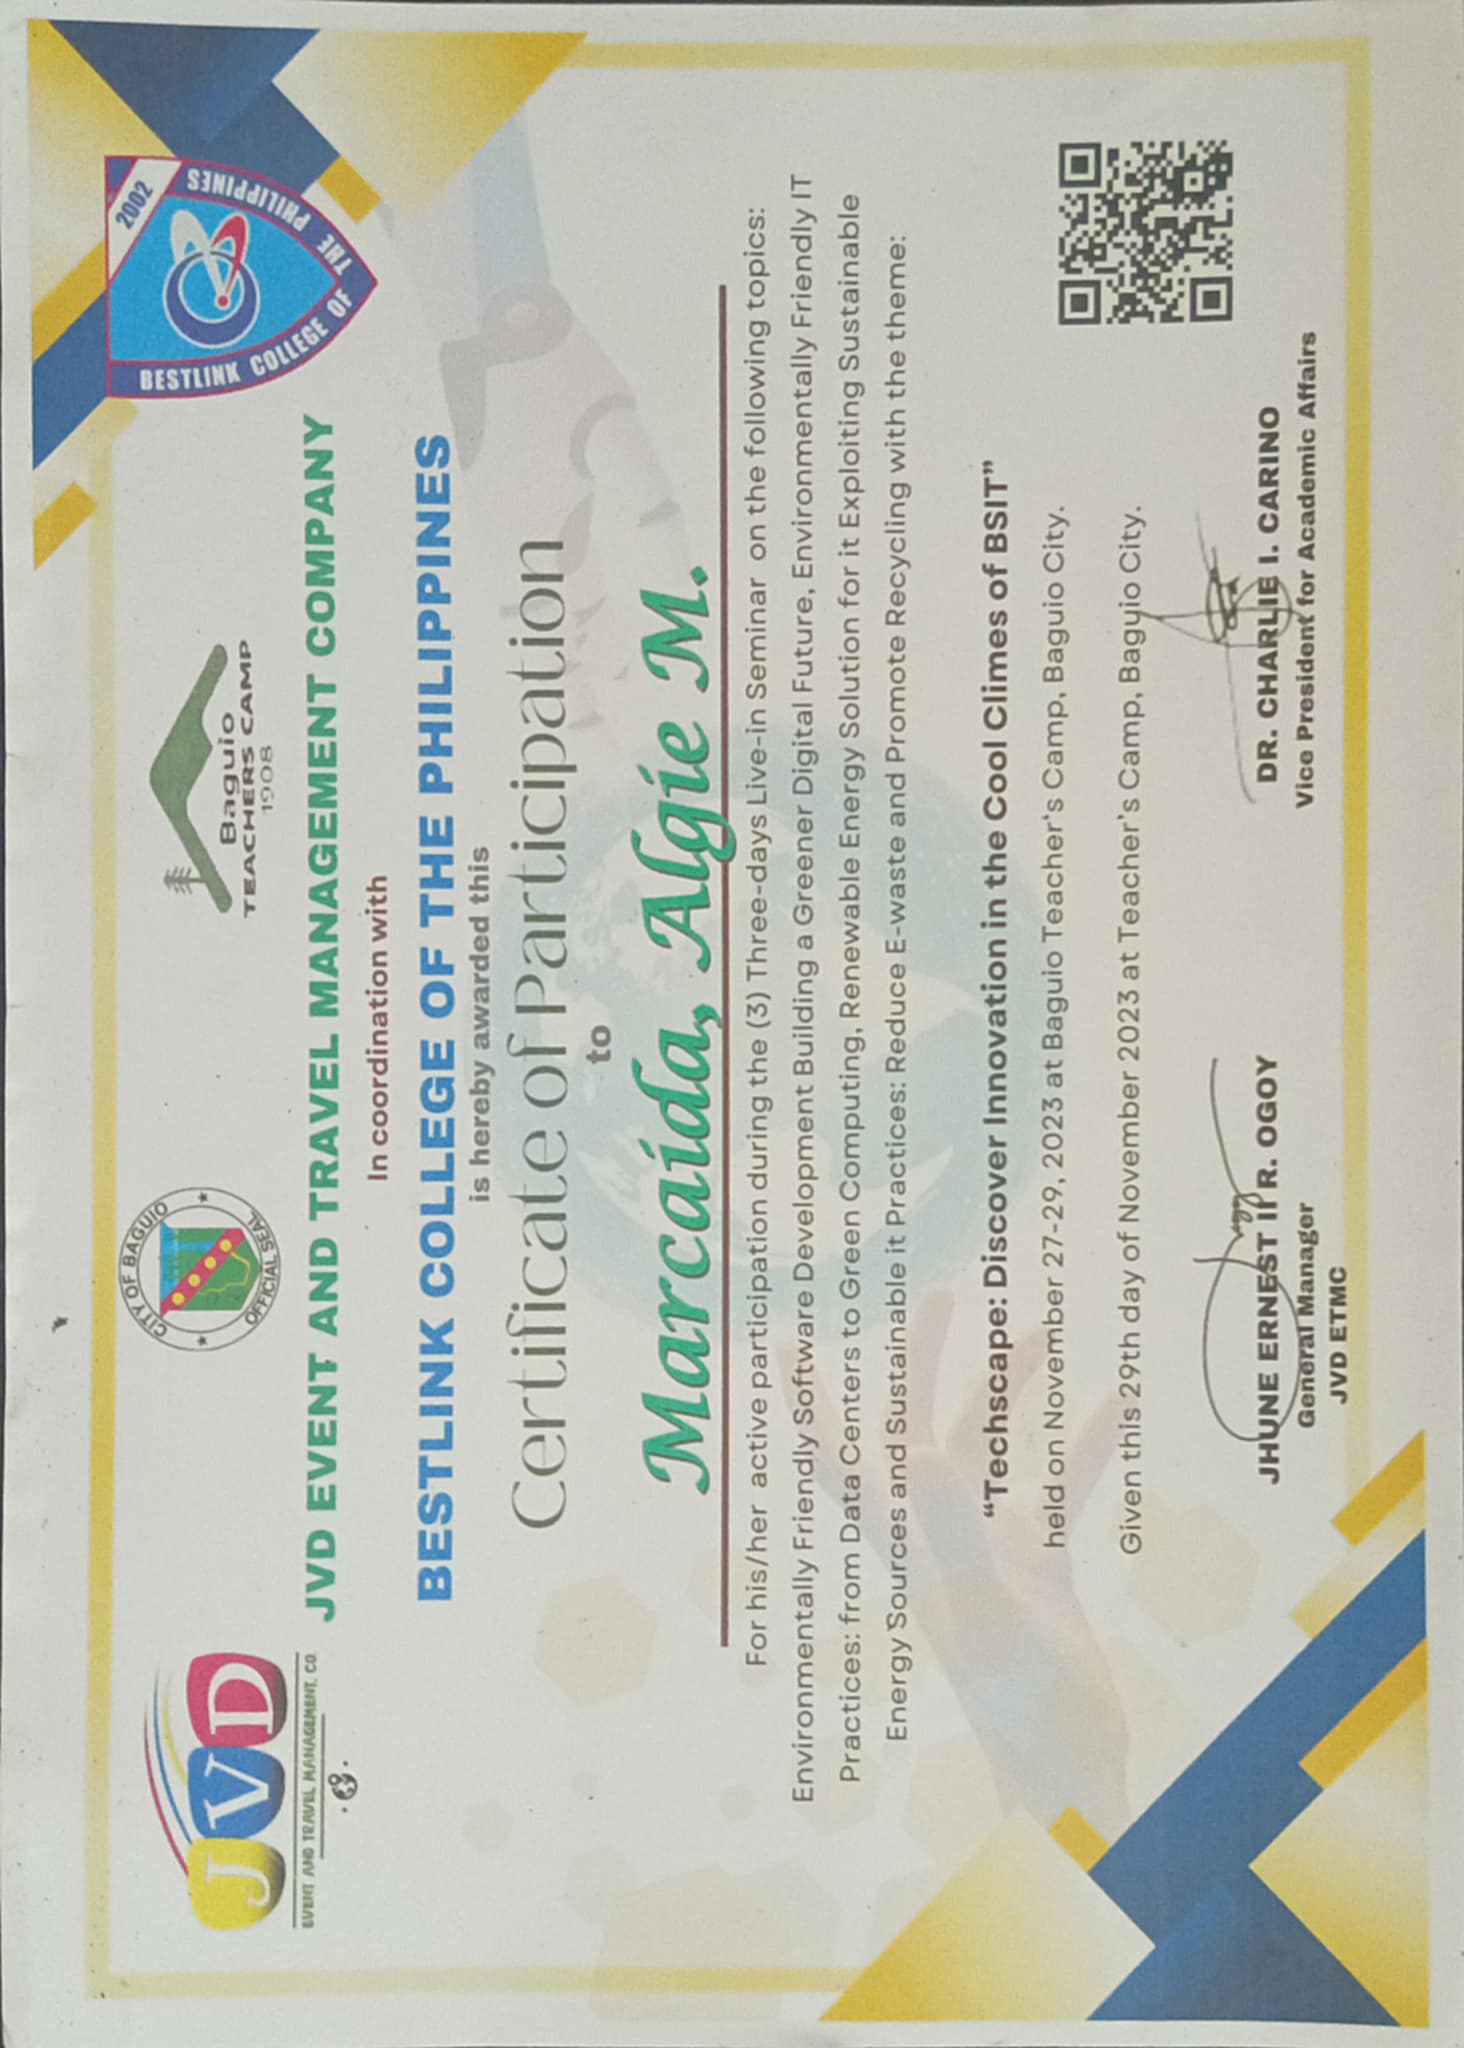 JVD
EVENT AND TRAVEL MANAGEMENT, CO.
CITY OF BAGUIO
OFFICIAL SEAL
Baguio
TEACHERS CAMP
1908
2002
BESTLINK COLLEGE OF THE PHILIPPINES
JVD EVENT AND TRAVEL MANAGEMENT COMPANY
In coordination with
BESTLINK COLLEGE OF THE PHILIPPINES
is hereby awarded this
Certificate of Participation
to
Marcaida, Algie M.
For his/her active participation during the (3) Three-days Live-in Seminar on the following topics:
Environmentally Friendly Software Development Building a Greener Digital Future, Environmentally Friendly IT
Practices: from Data Centers to Green Computing, Renewable Energy Solution for it Exploiting Sustainable
Energy Sources and Sustainable it Practices: Reduce E-waste and Promote Recycling with the theme:
“Techscape: Discover Innovation in the Cool Climes of BSIT”
held on November 27-29, 2023 at Baguio Teacher's Camp, Baguio City.
Given this 29th day of November 2023 at Teacher's Camp, Baguio City.
JHUNE ERNEST II R. OGOY
General Manager
JVD ETMC
DR. CHARLIE I. CARINO
Vice President for Academic Affairs